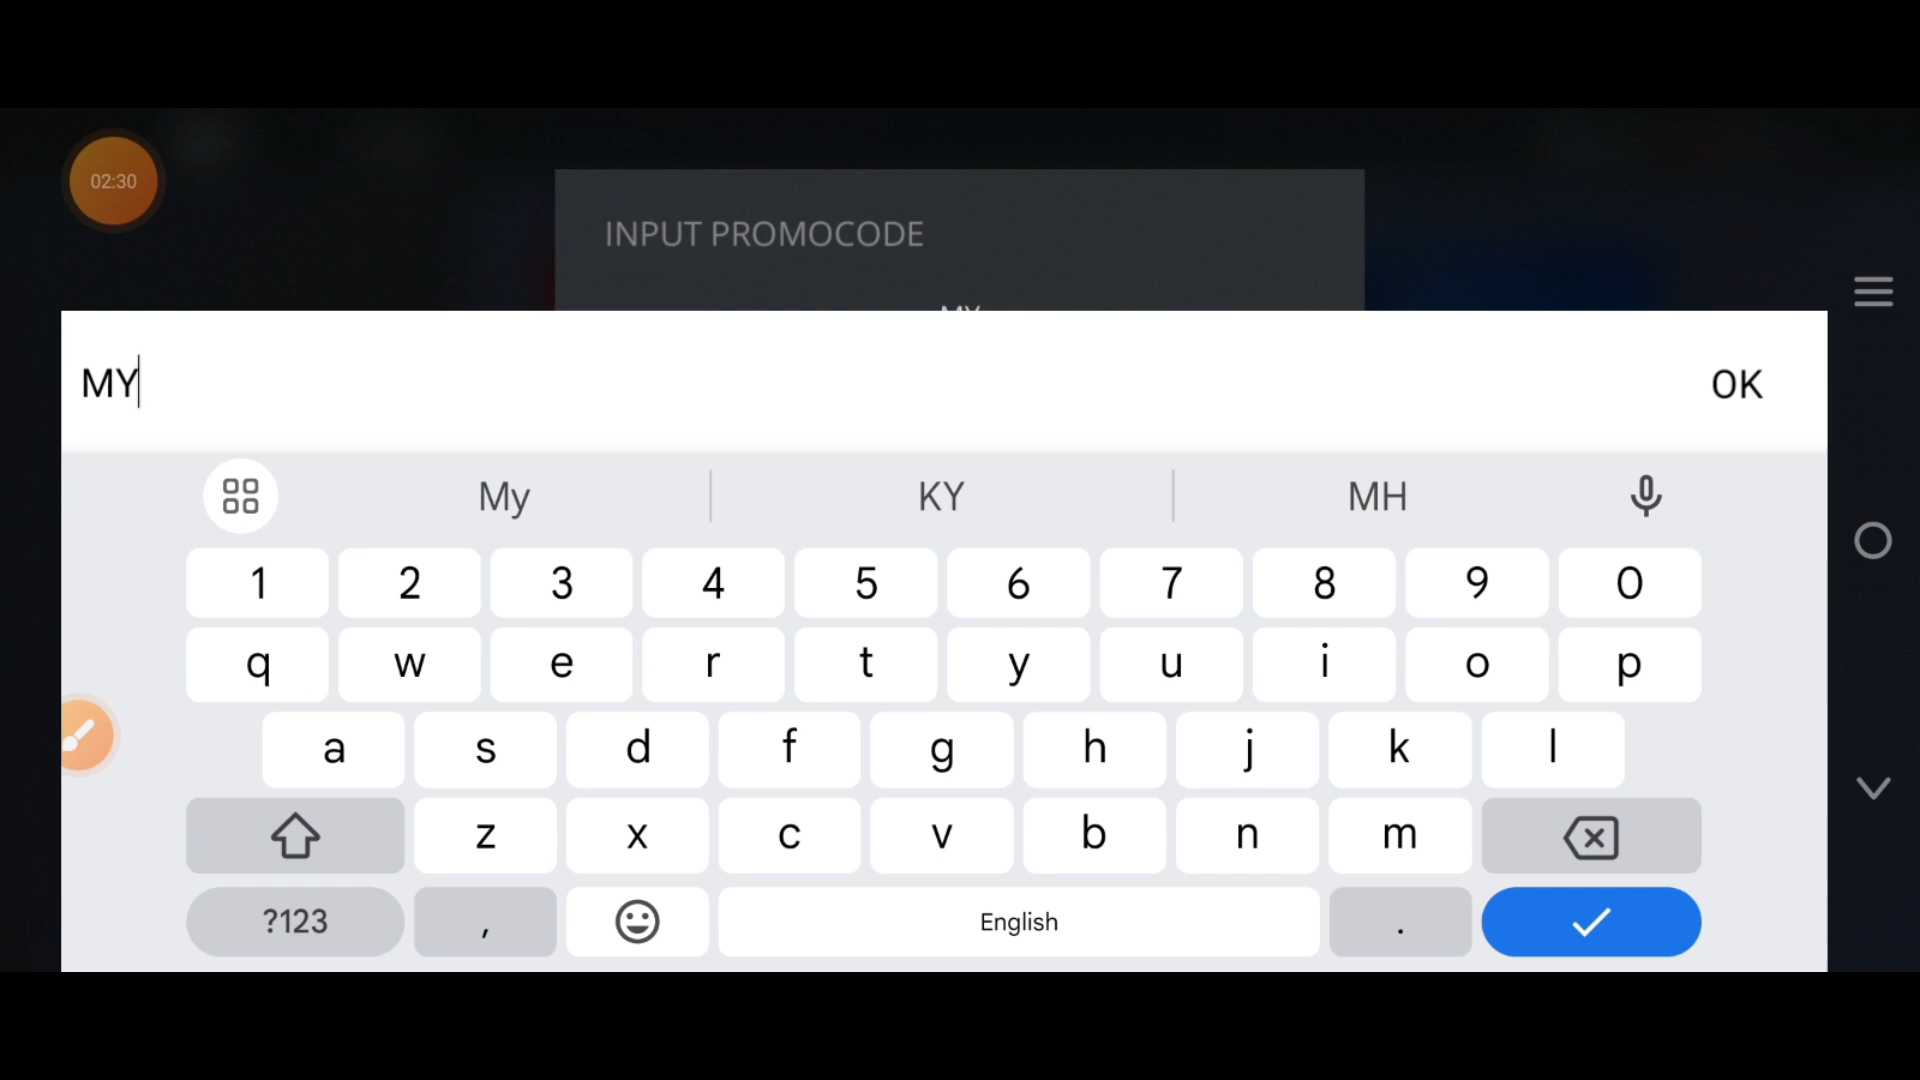 02:30
INPUT PROMOCODE
MY
MY
OK
My KY MH
1 2 3 4 5 6 7 8 9 0
q w e r t y u i o p
a s d f g h j k l
z x c v b n m
?123 , English .